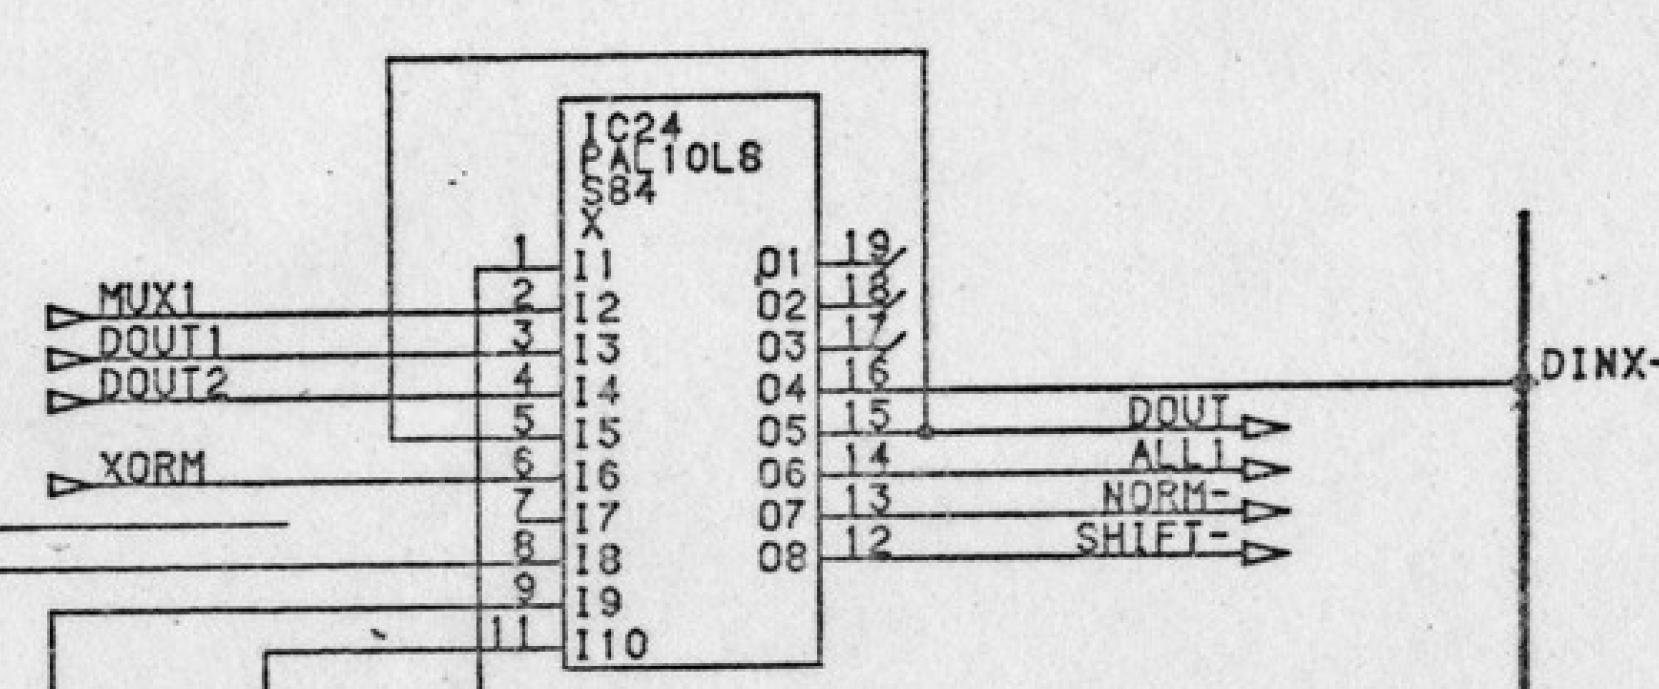 IC24
PAL10L8
S84
X
1 I1 O1 19
MUX1 2 I2 O2 18
DOUT1 3 I3 O3 17
DOUT2 4 I4 O4 16 DINX-
5 I5 O5 15 DOUT
XORM 6 I6 O6 14 ALL1
7 I7 O7 13 NORM-
8 I8 O8 12 SHIFT-
9 I9
11 I10